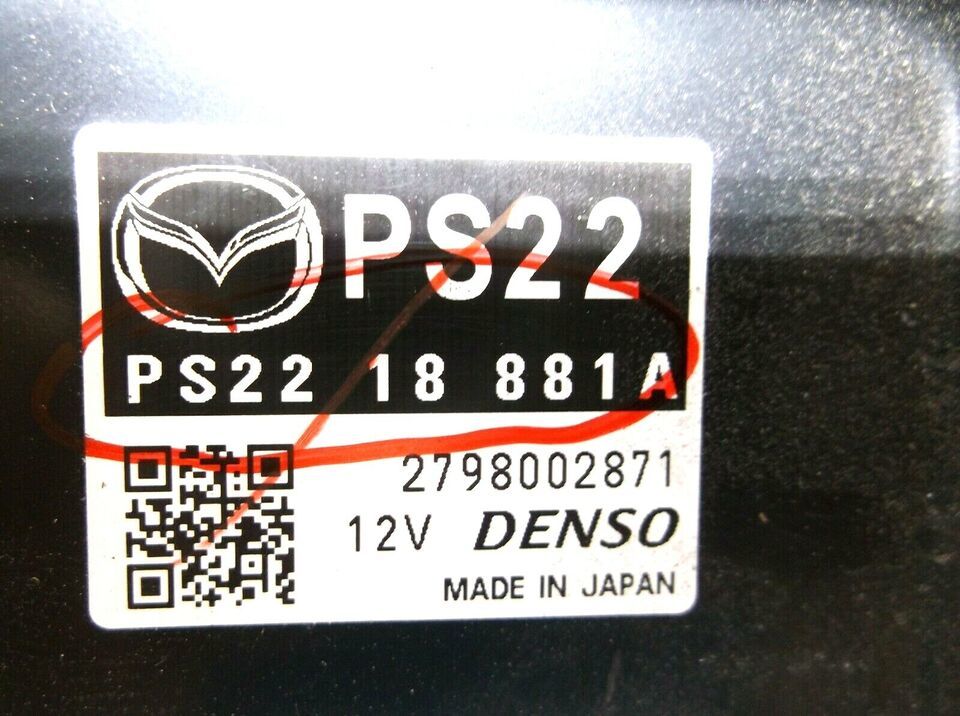 PS22
PS22 18 881A
2798002871
12V DENSO
MADE IN JAPAN